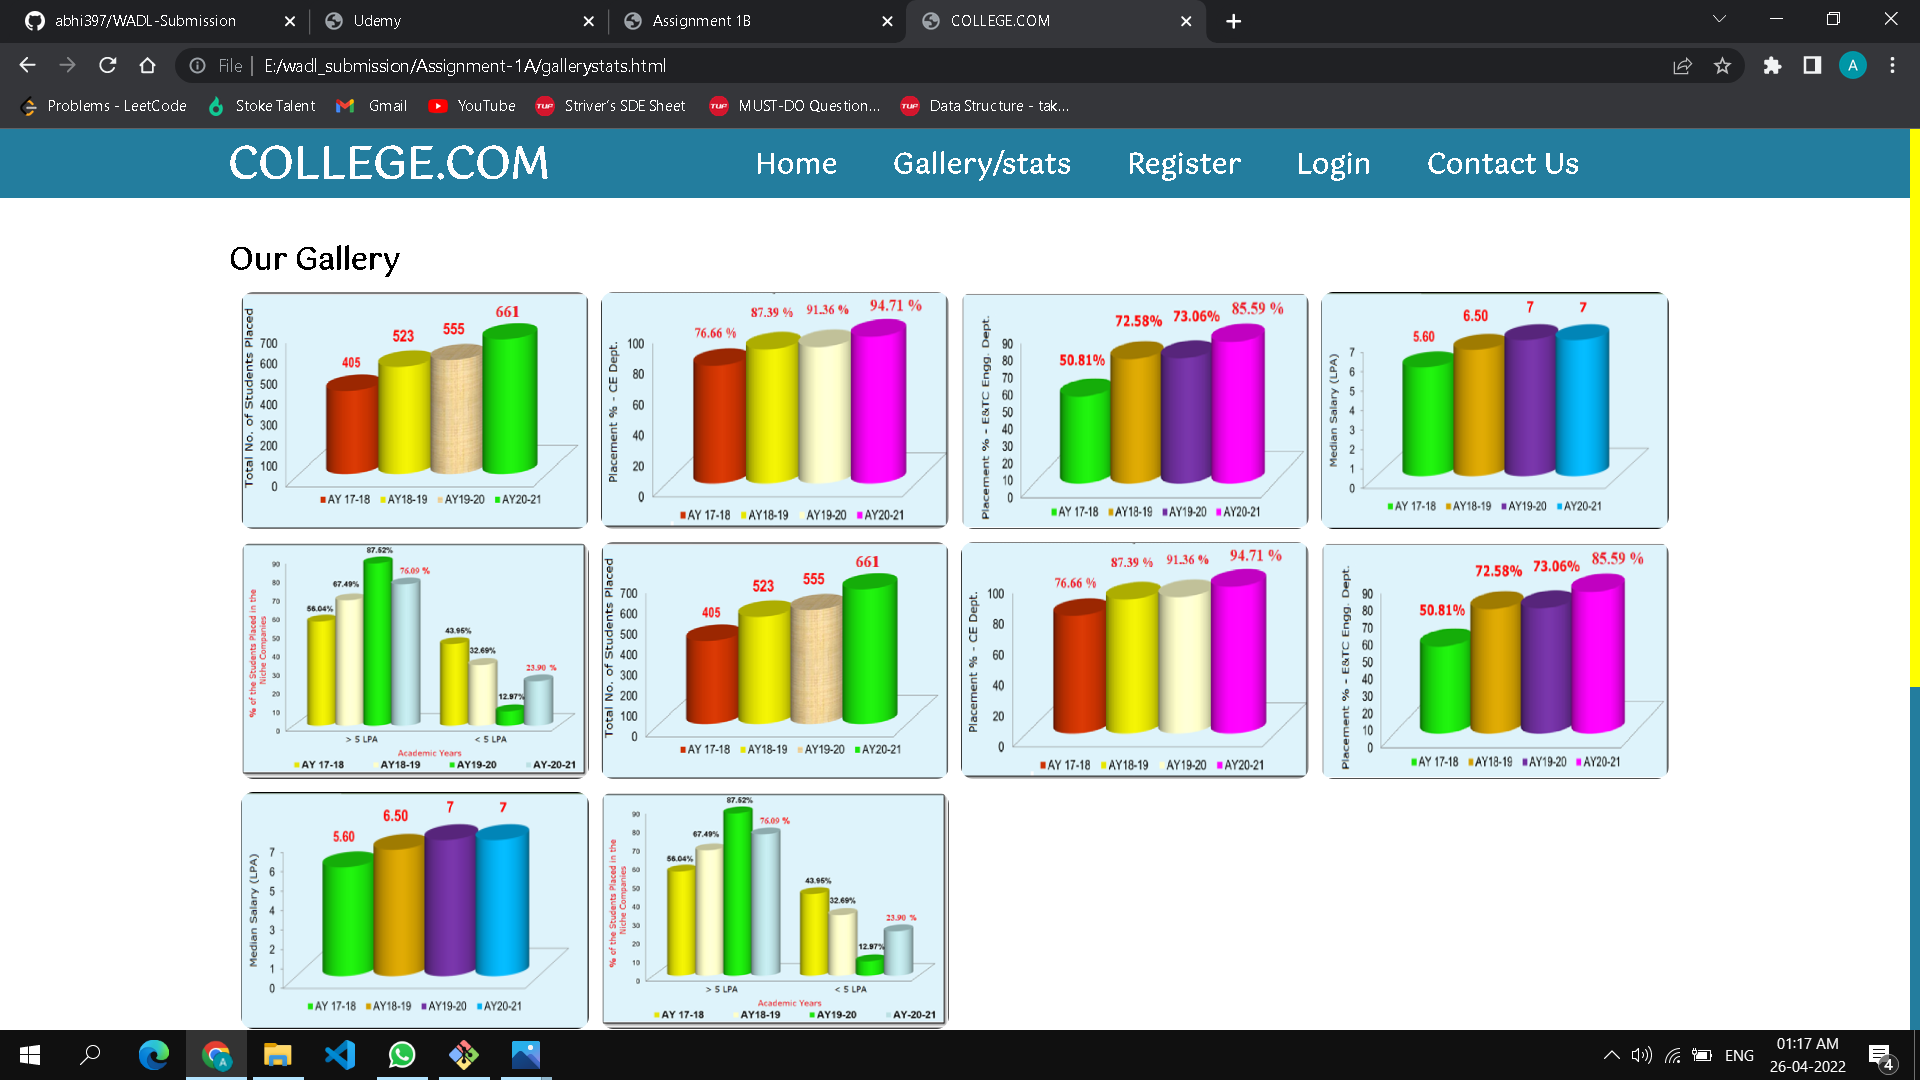 abhi397/WADL-Submission
Udemy
Assignment 1B
COLLEGE.COM
File
E:/wadl_submission/Assignment-1A/gallerystats.html
A
Problems - LeetCode
Stoke Talent
Gmail
YouTube
TUF
Striver's SDE Sheet
TUF
MUST-DO Question...
TUF
Data Structure - tak...
COLLEGE.COM
Home
Gallery/stats
Register
Login
Contact Us
Our Gallery
Total No. of Students Placed
700
600
500
400
300
200
100
0
405
523
555
661
AY 17-18 AY18-19 AY19-20 AY20-21
Placement % - CE Dept.
100
80
60
40
20
0
76.66 %
87.39 %
91.36 %
94.71 %
AY 17-18 AY18-19 AY19-20 AY20-21
Placement % - E&TC Engg. Dept.
90
80
70
60
50
40
30
20
10
0
50.81%
72.58%
73.06%
85.59 %
AY 17-18 AY18-19 AY19-20 AY20-21
Median Salary (LPA)
7
6
5
4
3
2
1
0
5.60
6.50
7
7
AY 17-18 AY18-19 AY19-20 AY20-21
% of the Students Placed in the
Niche Companies
90
80
70
60
50
40
30
20
10
0
56.04%
67.49%
87.52%
76.09 %
43.95%
32.69%
12.97%
23.90 %
> 5 LPA
< 5 LPA
Academic Years
AY 17-18 AY18-19 AY19-20 AY-20-21
Total No. of Students Placed
700
600
500
400
300
200
100
0
405
523
555
661
AY 17-18 AY18-19 AY19-20 AY20-21
Placement % - CE Dept.
100
80
60
40
20
0
76.66 %
87.39 %
91.36 %
94.71 %
AY 17-18 AY18-19 AY19-20 AY20-21
Placement % - E&TC Engg. Dept.
90
80
70
60
50
40
30
20
10
0
50.81%
72.58%
73.06%
85.59 %
AY 17-18 AY18-19 AY19-20 AY20-21
Median Salary (LPA)
7
6
5
4
3
2
1
0
5.60
6.50
7
7
AY 17-18 AY18-19 AY19-20 AY20-21
% of the Students Placed in the
Niche Companies
90
80
70
60
50
40
30
20
10
0
56.04%
67.49%
87.52%
76.09 %
43.95%
32.69%
12.97%
23.90 %
> 5 LPA
< 5 LPA
Academic Years
AY 17-18 AY18-19 AY19-20 AY-20-21
A
ENG
01:17 AM
26-04-2022
4